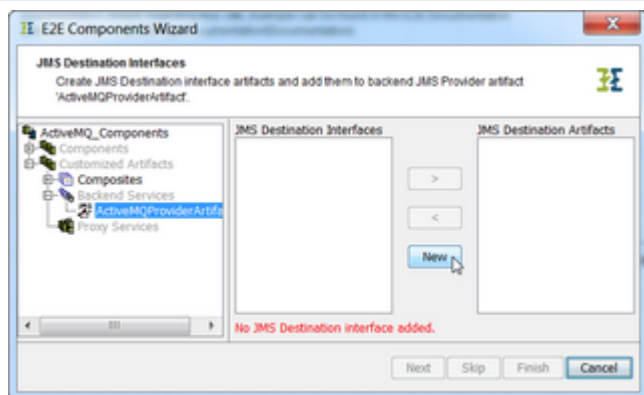 E2E Components Wizard
JMS Destination Interfaces
Create JMS Destination interface artifacts and add them to backend JMS Provider artifact
'ActiveMQProviderArtifact'.
ActiveMQ_Components
Components
Customized Artifacts
Composites
Backend Services
ActiveMQProviderArtifa
Proxy Services
JMS Destination Interfaces
JMS Destination Artifacts
>
<
New
No JMS Destination interface added.
Next
Skip
Finish
Cancel